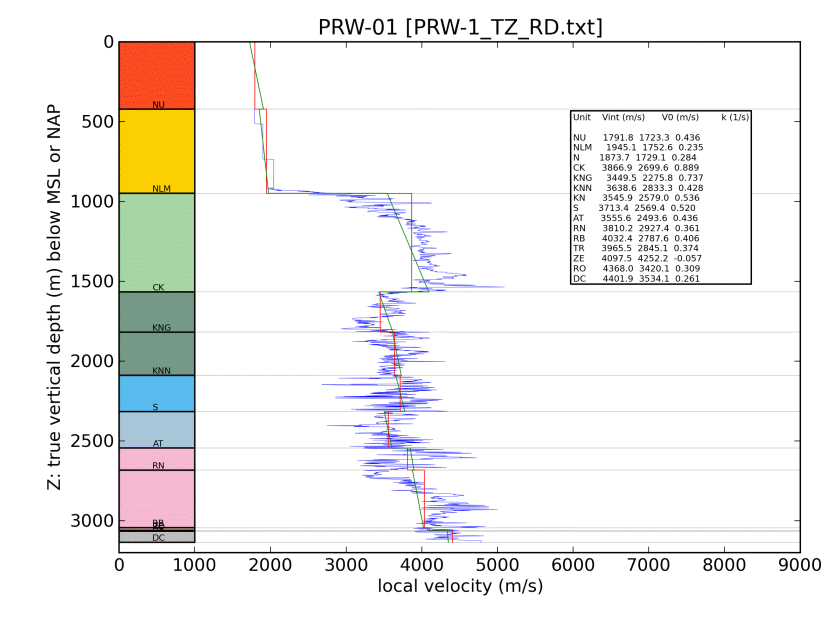 PRW-01 [PRW-1_TZ_RD.txt]
Z: true vertical depth (m) below MSL or NAP
0
500
1000
1500
2000
2500
3000
NU
NLM
CK
KNG
KNN
S
AT
RN
RB
DC
Unit Vint (m/s) V0 (m/s) k (1/s)
NU 1791.8 1723.3 0.436
NLM 1945.1 1752.6 0.235
N 1873.7 1729.1 0.284
CK 3866.9 2699.6 0.889
KNG 3449.5 2275.8 0.737
KNN 3638.6 2833.3 0.428
KN 3545.9 2579.0 0.536
S 3713.4 2569.4 0.520
AT 3555.6 2493.6 0.436
RN 3810.2 2927.4 0.361
RB 4032.4 2787.6 0.406
TR 3965.5 2845.1 0.374
ZE 4097.5 4252.2 -0.057
RO 4368.0 3420.1 0.309
DC 4401.9 3534.1 0.261
0 1000 2000 3000 4000 5000 6000 7000 8000 9000
local velocity (m/s)